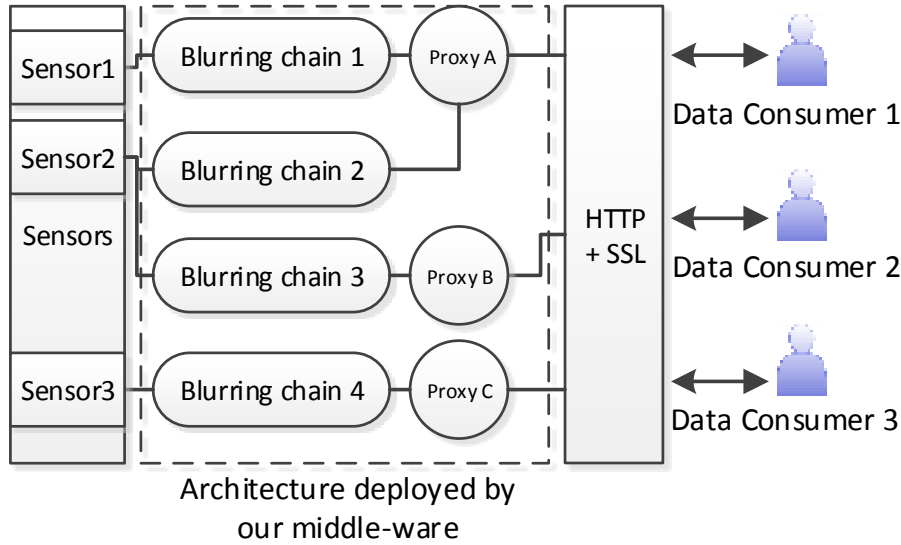 Sensor1
Sensor2
Sensors
Sensor3
Blurring chain 1
Blurring chain 2
Blurring chain 3
Blurring chain 4
Proxy A
Proxy B
Proxy C
HTTP
+ SSL
Data Consumer 1
Data Consumer 2
Data Consumer 3
Architecture deployed by
our middle-ware